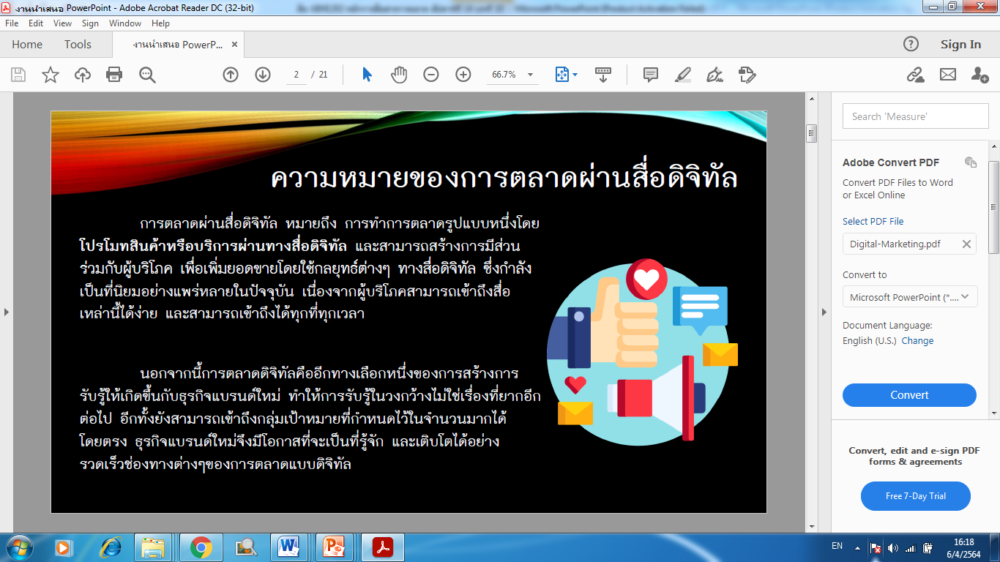 งานนำเสนอ PowerPoint - Adobe Acrobat Reader DC (32-bit)
File Edit View Sign Window Help
Home Tools งานนำเสนอ PowerP... × Sign In
2 / 21 66.7%
ความหมายของการตลาดผ่านสื่อดิจิทัล
การตลาดผ่านสื่อดิจิทัล หมายถึง การทำการตลาดรูปแบบหนึ่งโดย
โปรโมทสินค้าหรือบริการผ่านทางสื่อดิจิทัล และสามารถสร้างการมีส่วน
ร่วมกับผู้บริโภค เพื่อเพิ่มยอดขายโดยใช้กลยุทธ์ต่างๆ ทางสื่อดิจิทัล ซึ่งกำลัง
เป็นที่นิยมอย่างแพร่หลายในปัจจุบัน เนื่องจากผู้บริโภคสามารถเข้าถึงสื่อ
เหล่านี้ได้ง่าย และสามารถเข้าถึงได้ทุกที่ทุกเวลา
นอกจากนี้การตลาดดิจิทัลคืออีกทางเลือกหนึ่งของการสร้างการ
รับรู้ให้เกิดขึ้นกับธุรกิจแบรนด์ใหม่ ทำให้การรับรู้ในวงกว้างไม่ใช่เรื่องที่ยากอีก
ต่อไป อีกทั้งยังสามารถเข้าถึงกลุ่มเป้าหมายที่กำหนดไว้ในจำนวนมากได้
โดยตรง ธุรกิจแบรนด์ใหม่จึงมีโอกาสที่จะเป็นที่รู้จัก และเติบโตได้อย่าง
รวดเร็วช่องทางต่างๆของการตลาดแบบดิจิทัล
Search 'Measure'
Adobe Convert PDF
Convert PDF Files to Word
or Excel Online
Select PDF File
Digital-Marketing.pdf
Convert to
Microsoft PowerPoint (*....
Document Language:
English (U.S.) Change
Convert
Convert, edit and e-sign PDF
forms & agreements
Free 7-Day Trial
EN
16:18
6/4/2564